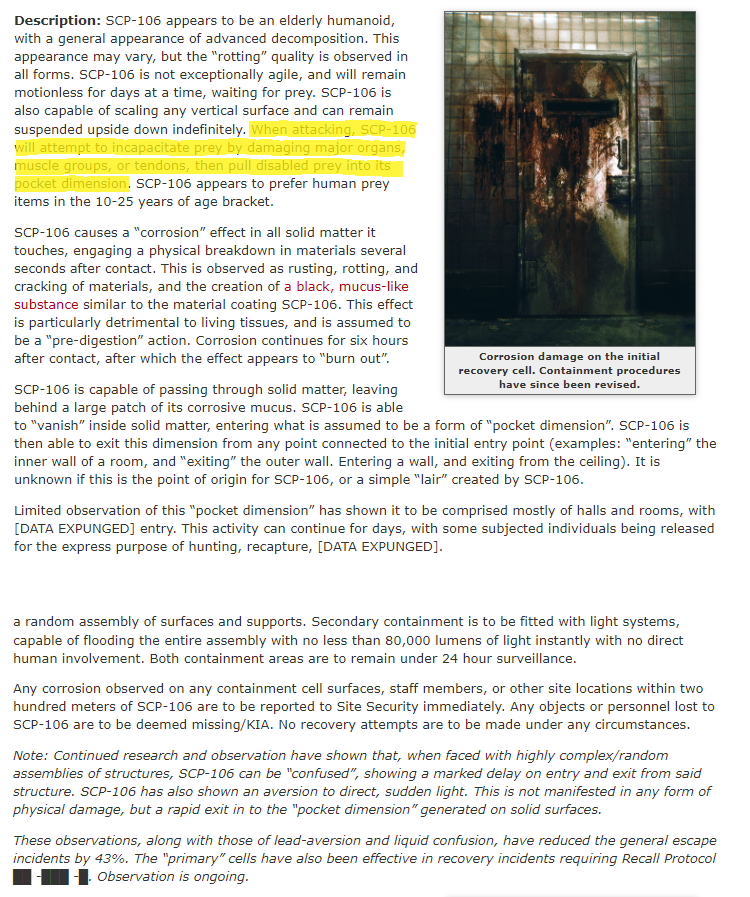 Description: SCP-106 appears to be an elderly humanoid,
with a general appearance of advanced decomposition. This
appearance may vary, but the “rotting” quality is observed in
all forms. SCP-106 is not exceptionally agile, and will remain
motionless for days at a time, waiting for prey. SCP-106 is
also capable of scaling any vertical surface and can remain
suspended upside down indefinitely. When attacking, SCP-106
will attempt to incapacitate prey by damaging major organs,
muscle groups, or tendons, then pull disabled prey into its
pocket dimension. SCP-106 appears to prefer human prey
items in the 10-25 years of age bracket.
SCP-106 causes a “corrosion” effect in all solid matter it
touches, engaging a physical breakdown in materials several
seconds after contact. This is observed as rusting, rotting, and
cracking of materials, and the creation of a black, mucus-like
substance similar to the material coating SCP-106. This effect
is particularly detrimental to living tissues, and is assumed to
be a “pre-digestion” action. Corrosion continues for six hours
after contact, after which the effect appears to “burn out”.
Corrosion damage on the initial
recovery cell. Containment procedures
have since been revised.
SCP-106 is capable of passing through solid matter, leaving
behind a large patch of its corrosive mucus. SCP-106 is able
to “vanish” inside solid matter, entering what is assumed to be a form of “pocket dimension”. SCP-106 is
then able to exit this dimension from any point connected to the initial entry point (examples: “entering” the
inner wall of a room, and “exiting” the outer wall. Entering a wall, and exiting from the ceiling). It is
unknown if this is the point of origin for SCP-106, or a simple “lair” created by SCP-106.
Limited observation of this “pocket dimension” has shown it to be comprised mostly of halls and rooms, with
[DATA EXPUNGED] entry. This activity can continue for days, with some subjected individuals being released
for the express purpose of hunting, recapture, [DATA EXPUNGED].
a random assembly of surfaces and supports. Secondary containment is to be fitted with light systems,
capable of flooding the entire assembly with no less than 80,000 lumens of light instantly with no direct
human involvement. Both containment areas are to remain under 24 hour surveillance.
Any corrosion observed on any containment cell surfaces, staff members, or other site locations within two
hundred meters of SCP-106 are to be reported to Site Security immediately. Any objects or personnel lost to
SCP-106 are to be deemed missing/KIA. No recovery attempts are to be made under any circumstances.
Note: Continued research and observation have shown that, when faced with highly complex/random
assemblies of structures, SCP-106 can be “confused”, showing a marked delay on entry and exit from said
structure. SCP-106 has also shown an aversion to direct, sudden light. This is not manifested in any form of
physical damage, but a rapid exit in to the “pocket dimension” generated on solid surfaces.
These observations, along with those of lead-aversion and liquid confusion, have reduced the general escape
incidents by 43%. The “primary” cells have also been effective in recovery incidents requiring Recall Protocol
██ -███ -█. Observation is ongoing.